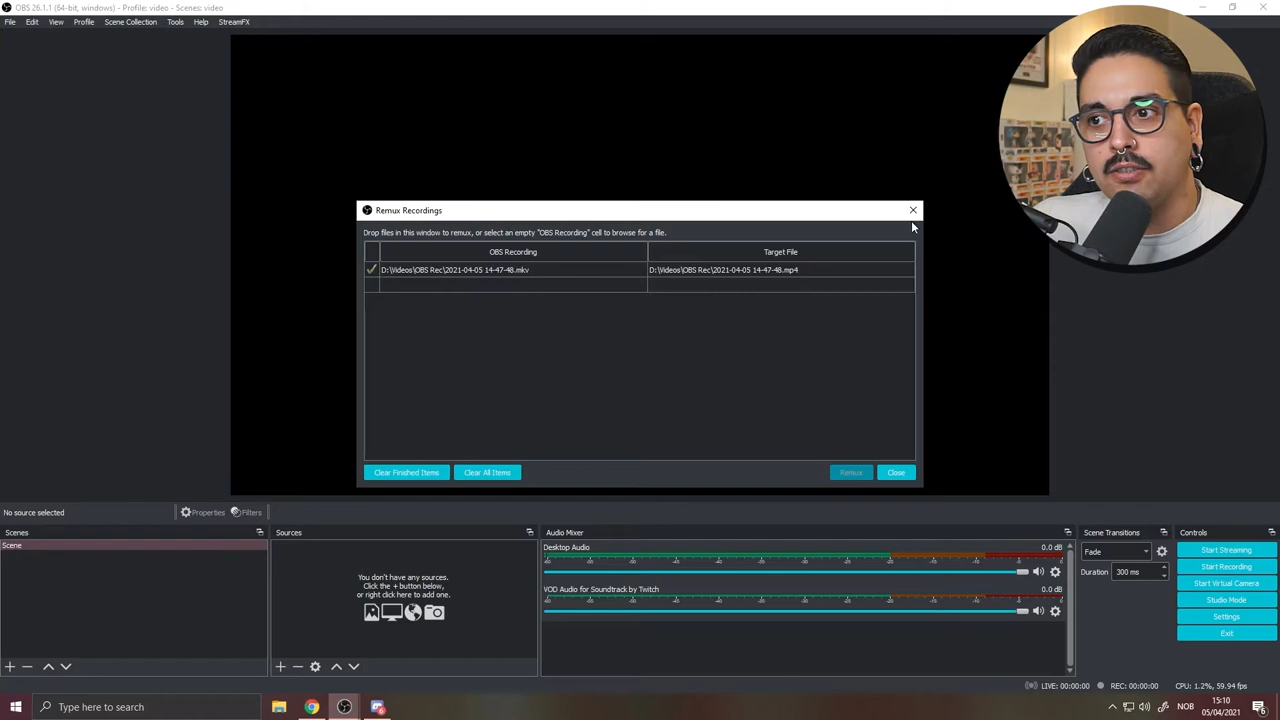 OBS 26.1.1 (64-bit, windows) - Profile: video - Scenes: video
File Edit View Profile Scene Collection Tools Help StreamFX
Remux Recordings
Drop files in this window to remux, or select an empty "OBS Recording" cell to browse for a file.
OBS Recording Target File
D:\Videos\OBS Rec\2021-04-05 14-47-48.mkv D:\Videos\OBS Rec\2021-04-05 14-47-48.mp4
Clear Finished Items Clear All Items Remux Close
No source selected Properties Filters
Scenes Sources Audio Mixer Scene Transitions Controls
Scene
Desktop Audio 0.0 dB
Fade
Start Streaming
Start Recording
Duration 300 ms
You don't have any sources.
Click the + button below,
or right click here to add one.
VOD Audio for Soundtrack by Twitch 0.0 dB
Start Virtual Camera
Studio Mode
Settings
Exit
LIVE: 00:00:00 REC: 00:00:00 CPU: 1.2%, 59.94 fps
Type here to search
NOB
15:10
05/04/2021
6